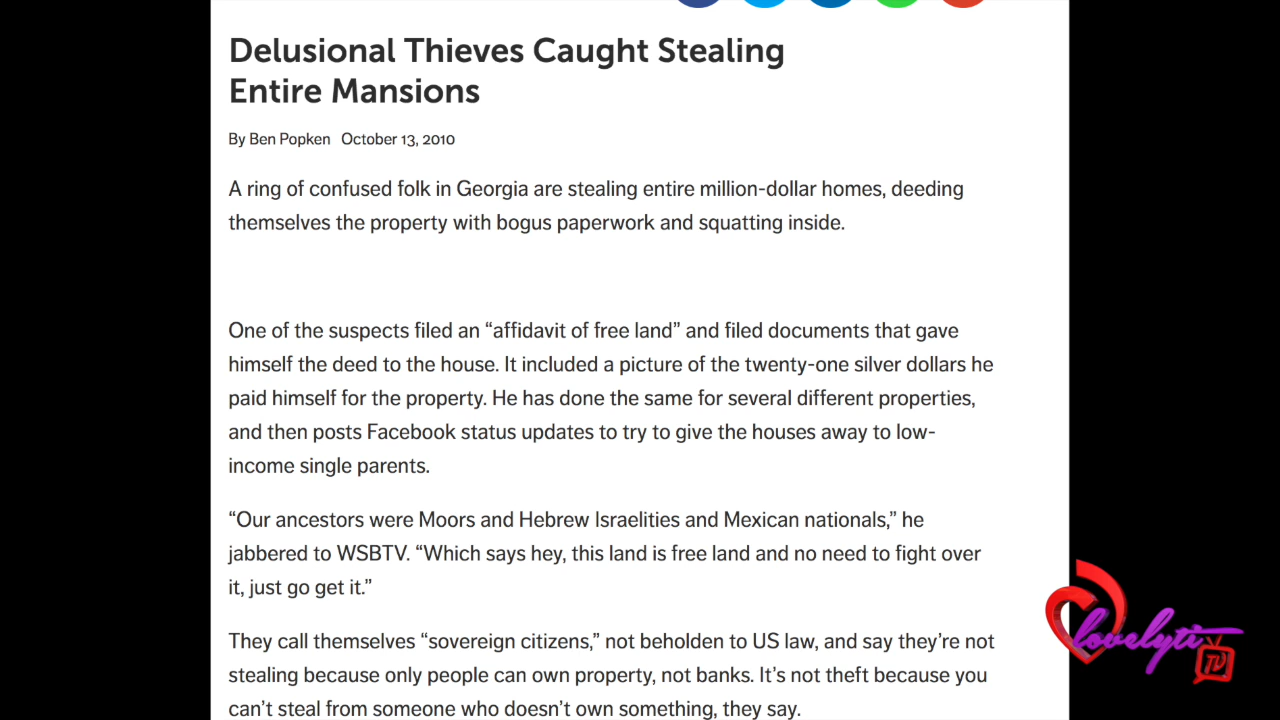 Delusional Thieves Caught Stealing
Entire Mansions
By Ben Popken October 13, 2010
A ring of confused folk in Georgia are stealing entire million-dollar homes, deeding
themselves the property with bogus paperwork and squatting inside.
One of the suspects filed an “affidavit of free land” and filed documents that gave
himself the deed to the house. It included a picture of the twenty-one silver dollars he
paid himself for the property. He has done the same for several different properties,
and then posts Facebook status updates to try to give the houses away to low-
income single parents.
“Our ancestors were Moors and Hebrew Israelities and Mexican nationals,” he
jabbered to WSBTV. “Which says hey, this land is free land and no need to fight over
it, just go get it.”
They call themselves “sovereign citizens,” not beholden to US law, and say they’re not
stealing because only people can own property, not banks. It’s not theft because you
can’t steal from someone who doesn’t own something, they say.
lovelyti
TV